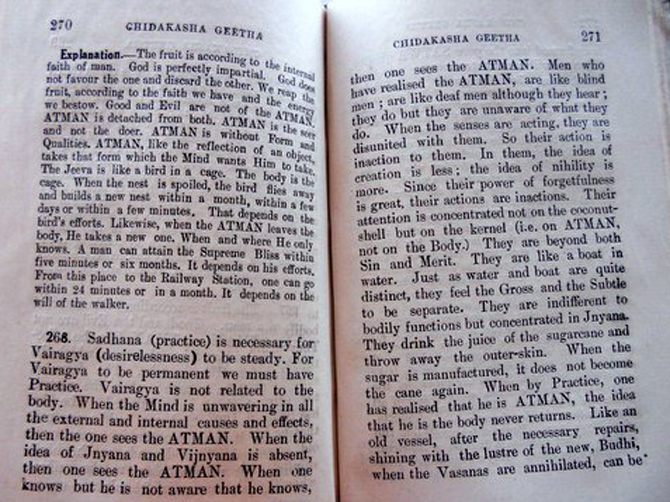 270 CHIDAKASHA GEETHA
Explanation.—The fruit is according to the internal
faith of man. God is perfectly impartial. God does
not favour the one and discard the other. We reap the
fruit, according to the faith we have and the energy
we bestow. Good and Evil are not of the ATMAN.
ATMAN is detached from both. ATMAN is the seer
and not the doer. ATMAN is without Form and
Qualities. ATMAN, like the reflection of an object,
takes that form which the Mind wants Him to take.
The Jeeva is like a bird in a cage. The body is the
cage. When the nest is spoiled, the bird flies away
and builds a new nest within a month, within a few
days or within a few minutes. That depends on the
bird's efforts. Likewise, when the ATMAN leaves the
body, He takes a new one. When and where He only
knows. A man can attain the Supreme Bliss within
five minutes or six months. It depends on his efforts.
From this place to the Railway Station, one can go
within 24 minutes or in a month. It depends on the
will of the walker.
268. Sadhana (practice) is necessary for
Vairagya (desirelessness) to be steady. For
Vairagya to be permanent we must have
Practice. Vairagya is not related to the
body. When the Mind is unwavering in all
the external and internal causes and effects,
then the one sees the ATMAN. When the
idea of Jnyana and Vijnyana is absent,
then one sees the ATMAN. When one
knows but he is not aware that he knows,
CHIDAKASHA GEETHA 271
then one sees the ATMAN. Men who
have realised the ATMAN, are like blind
men; are like deaf men although they hear;
they do but they are unaware of what they
do. When the senses are acting, they are
disunited with them. So their action is
inaction to them. In them, the idea of
creation is less; the idea of nihility is
more. Since their power of forgetfulness
is great, their actions are inactions. Their
attention is concentrated not on the coconut-
shell but on the kernel (i.e. on ATMAN,
not on the Body.) They are beyond both
Sin and Merit. They are like a boat in
water. Just as water and boat are quite
distinct, they feel the Gross and the Subtle
to be separate. They are indifferent to
bodily functions but concentrated in Jnyana.
They drink the juice of the sugarcane and
throw away the outer-skin. When the
sugar is manufactured, it does not become
the cane again. When by Practice, one
has realised that he is ATMAN, the idea
that he is the body never returns. Like an
old vessel, after the necessary repairs,
shining with the lustre of the new, Budhi,
when the Vasanas are annihilated, can be